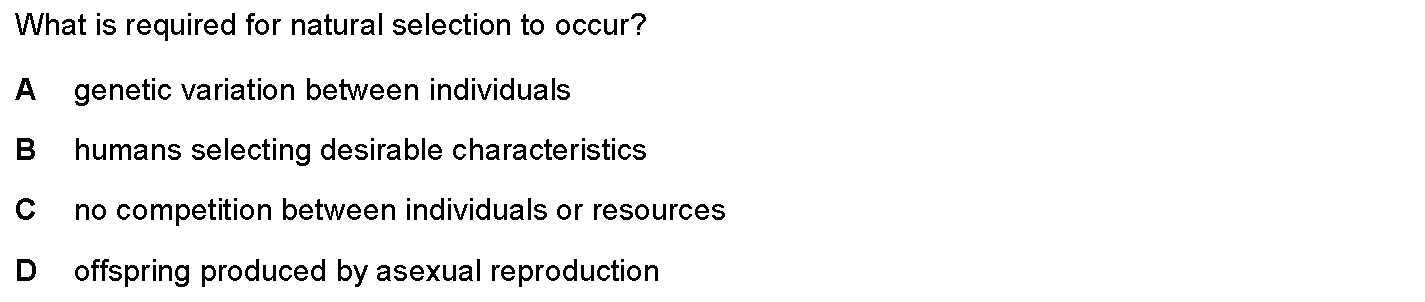 What is required for natural selection to occur?
A genetic variation between individuals
B humans selecting desirable characteristics
C no competition between individuals or resources
D offspring produced by asexual reproduction